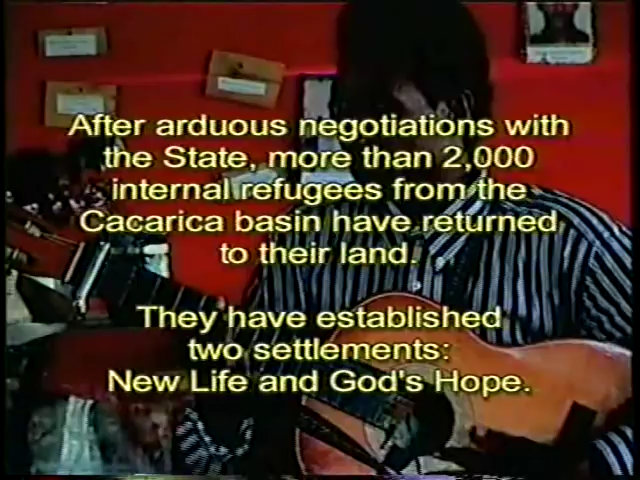 After arduous negotiations with
the State, more than 2,000
internal refugees from the
Cacarica basin have returned
to their land.
They have established
two settlements:
New Life and God's Hope.